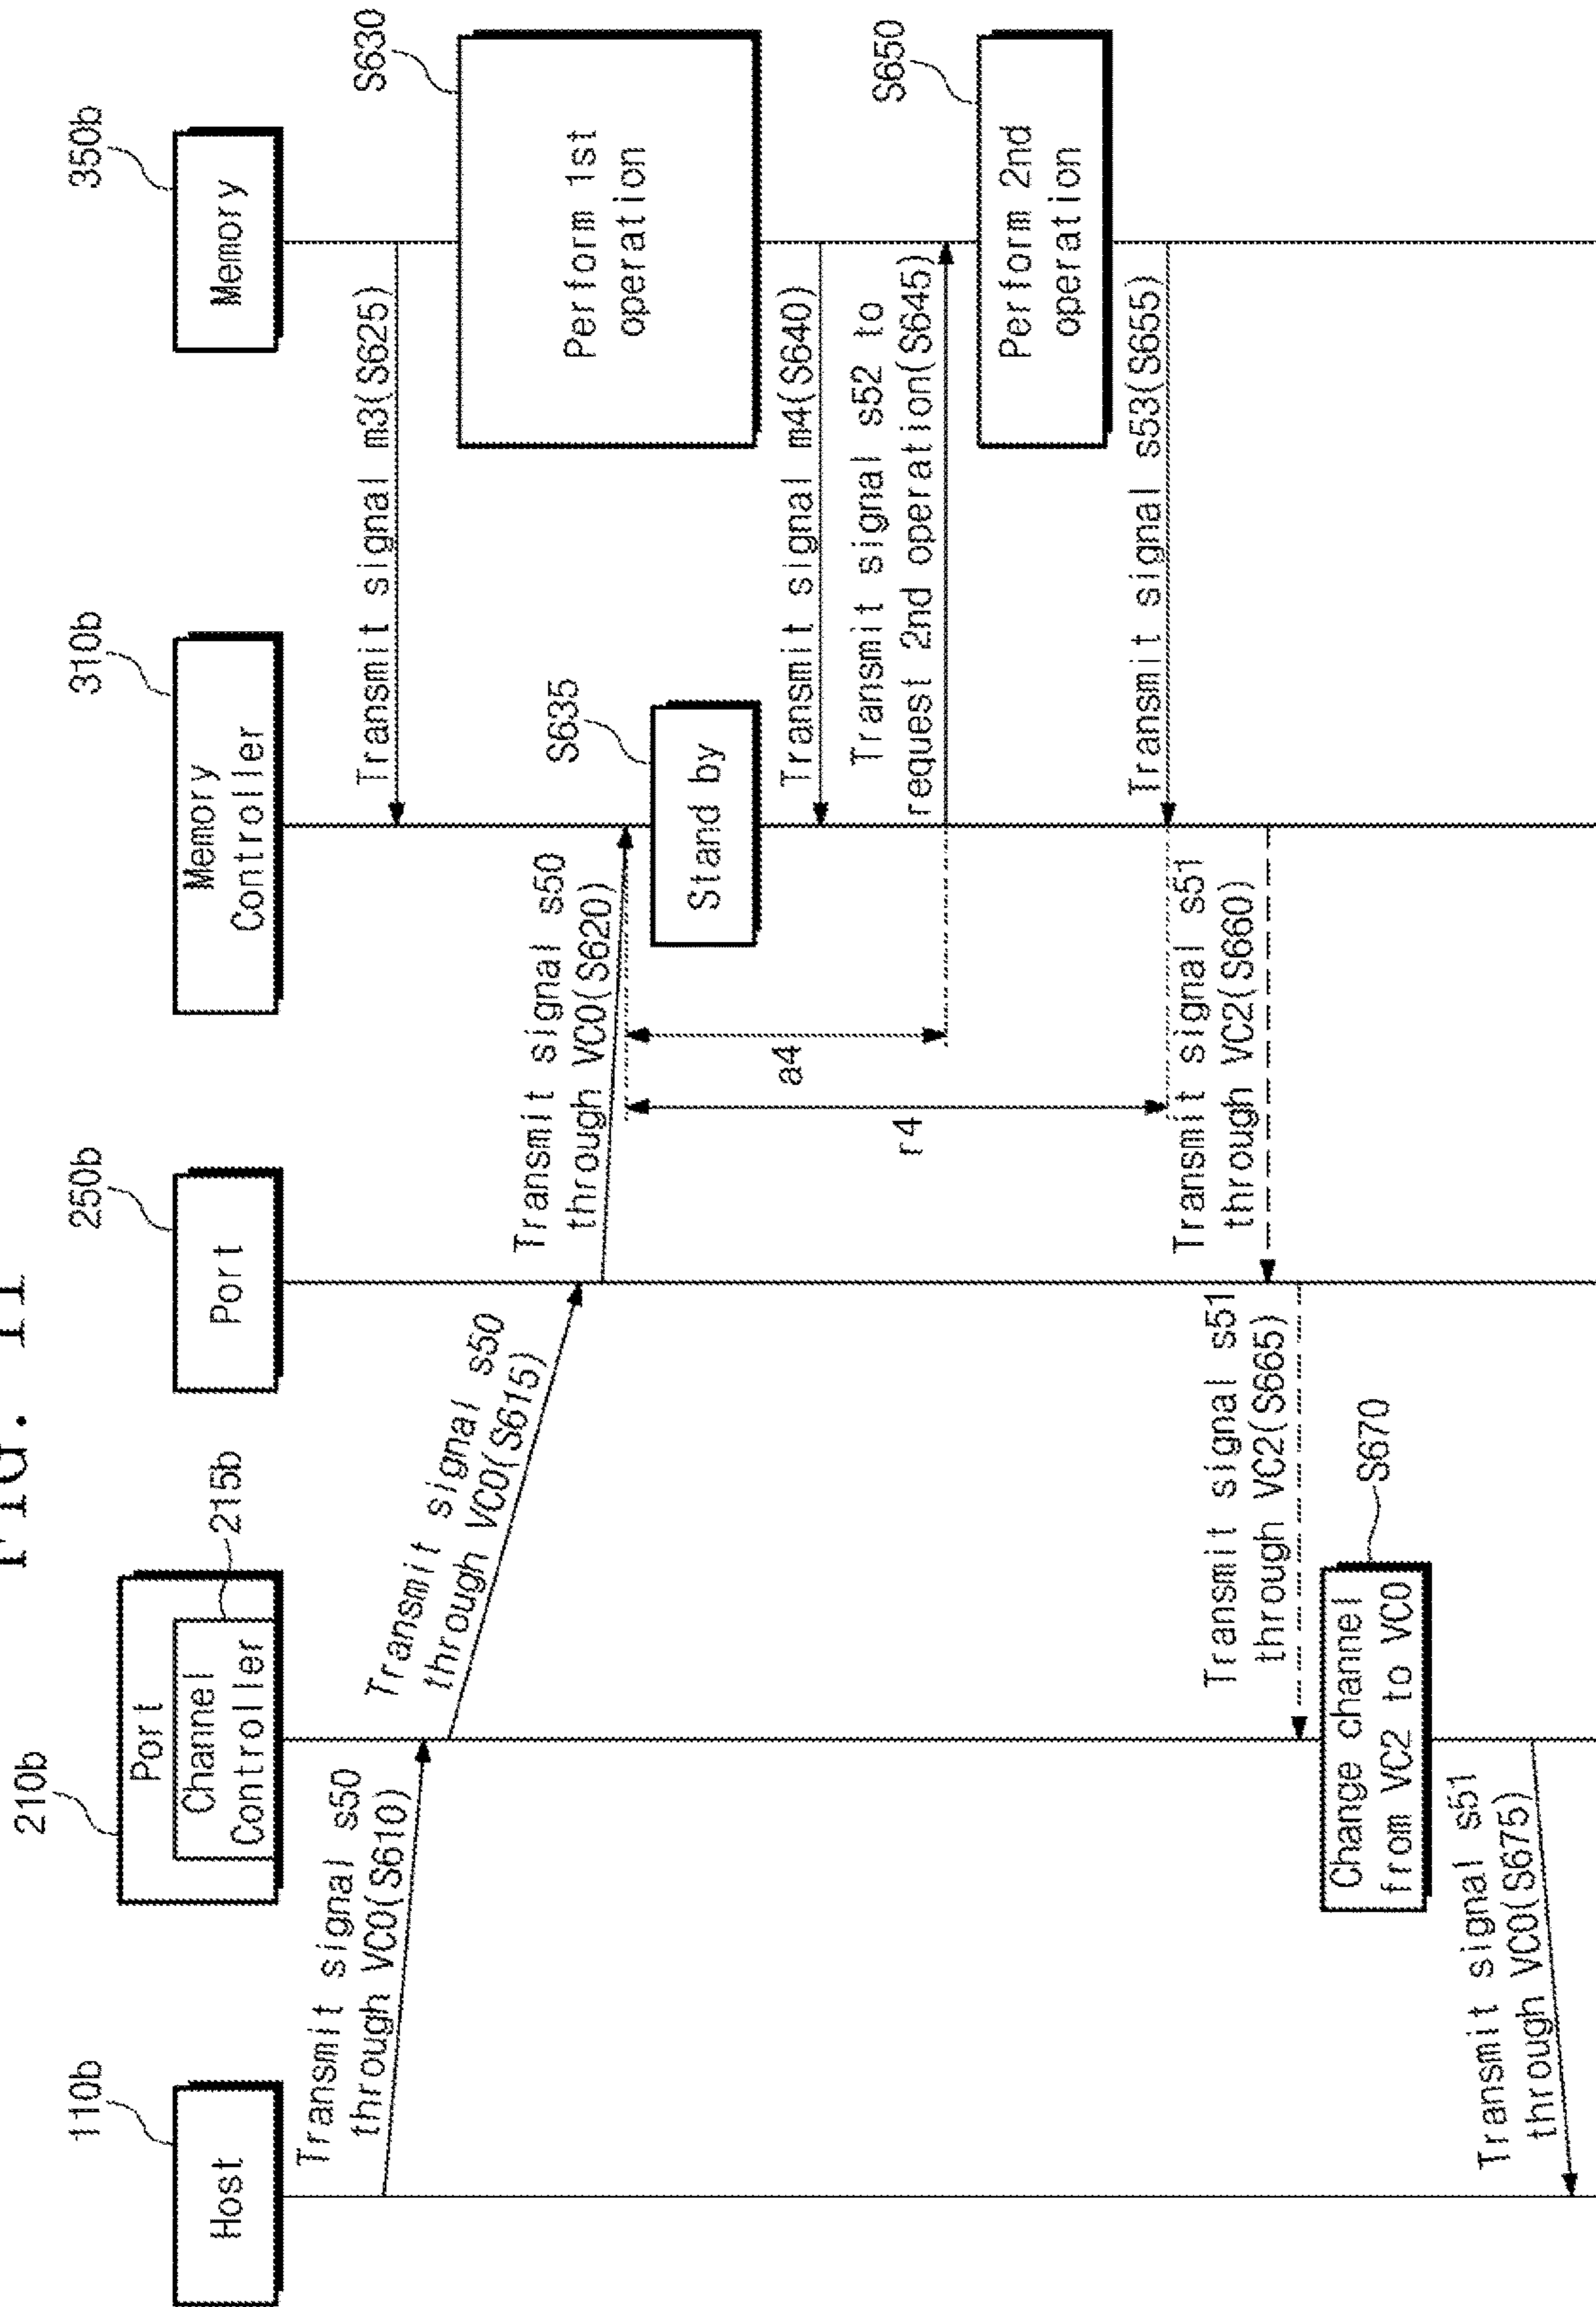 FIG. 11
110b
Host
210b
Port
215b
Channel
Controller
250b
Port
310b
Memory
Controller
350b
Memory
Transmit signal s50
through VC0(S610)
Transmit signal s50
through VC0(S615)
Transmit signal s50
through VC0(S620)
Transmit signal m3(S625)
S630
Perform 1st
operation
S635
Stand by
Transmit signal m4(S640)
a4
Transmit signal s52 to
request 2nd operation(S645)
S650
Perform 2nd
operation
r4
Transmit signal s53(S655)
Transmit signal s51
through VC2(S660)
Transmit signal s51
through VC2(S665)
S670
Change channel
from VC2 to VC0
Transmit signal s51
through VC0(S675)